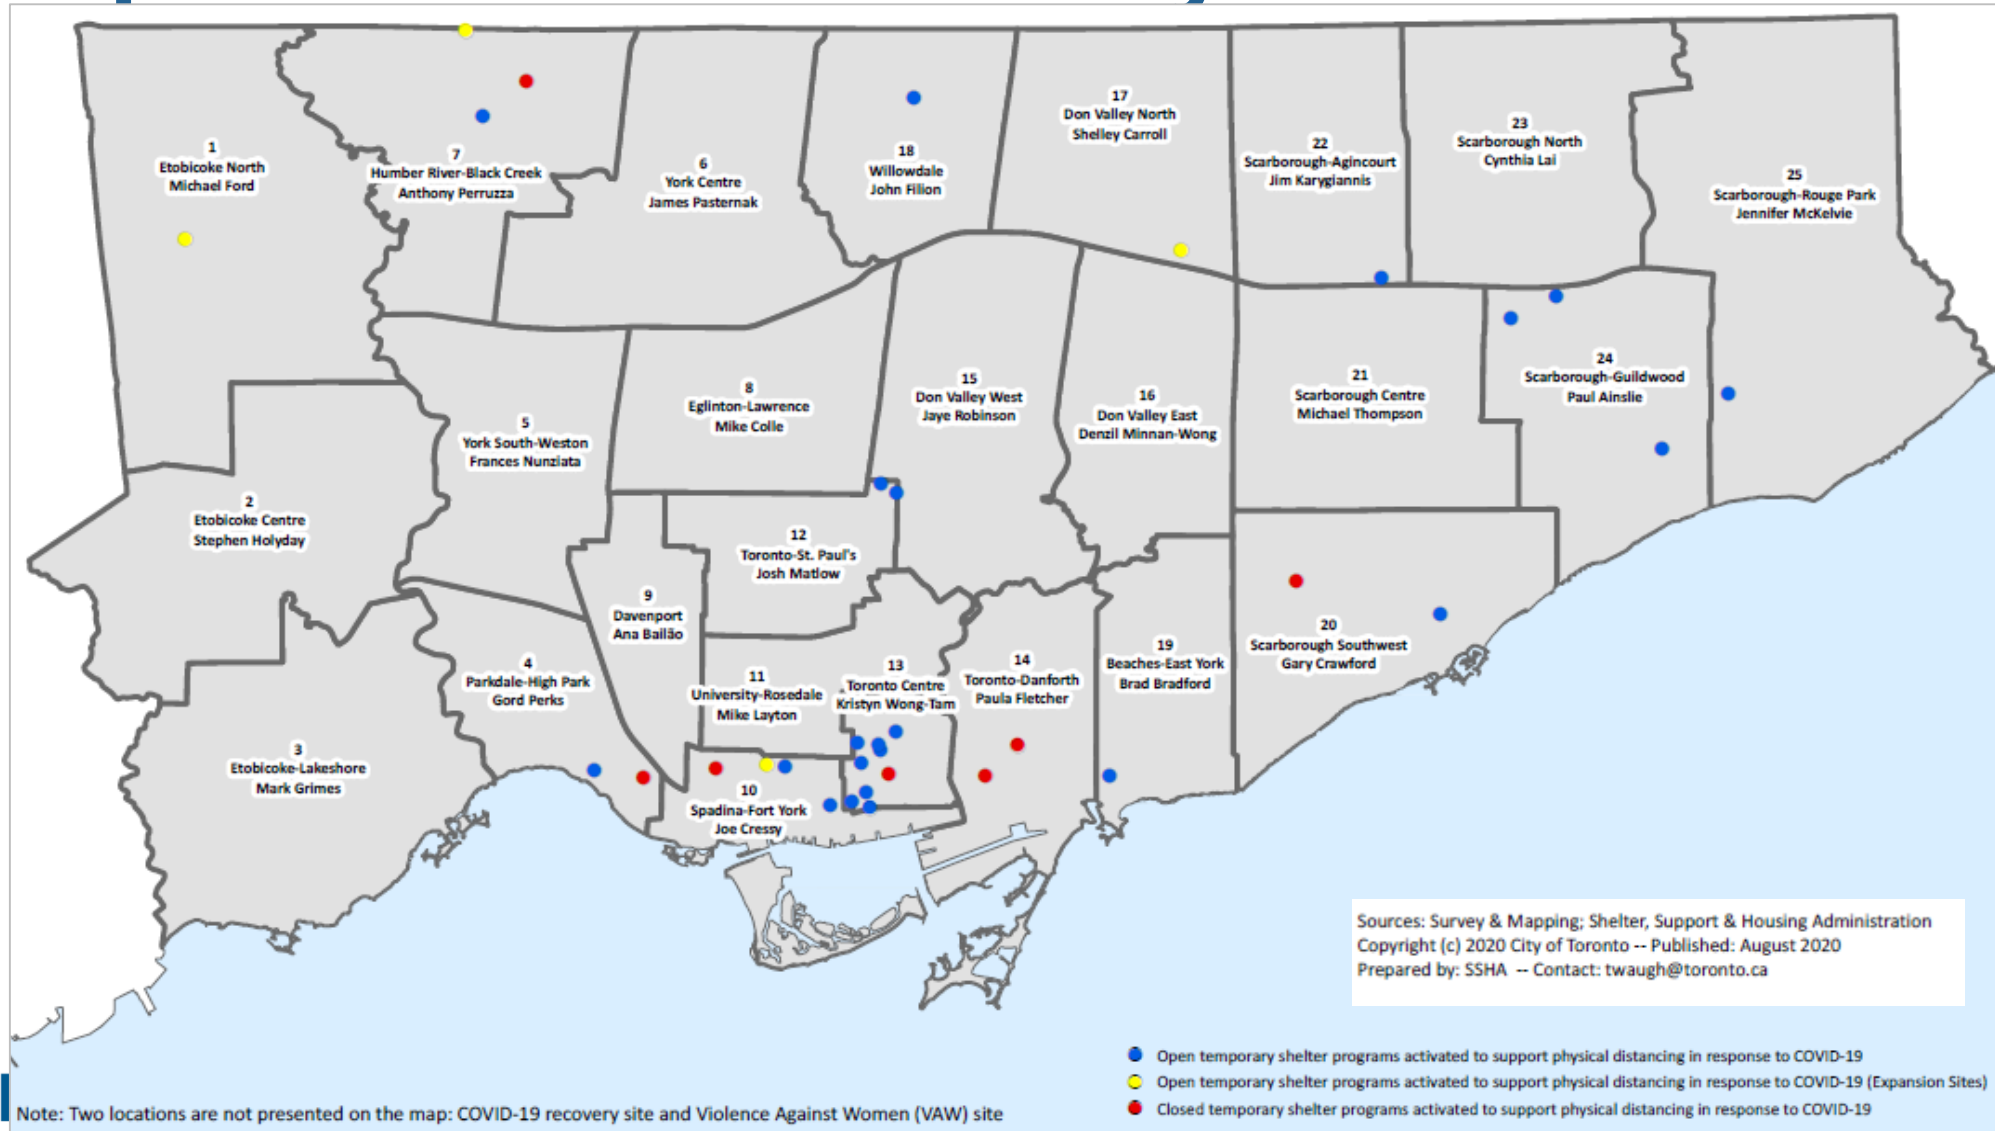 17
Don Valley North
Shelley Carroll
23
Scarborough North
Cynthia Lai
22
Scarborough-Agincourt
Jim Karygiannis
1
Etobicoke North
Michael Ford
7
Humber River-Black Creek
Anthony Perruzza
6
York Centre
James Pasternak
18
Willowdale
John Filion
25
Scarborough-Rouge Park
Jennifer McKelvie
8
Eglinton-Lawrence
Mike Colle
15
Don Valley West
Jaye Robinson
16
Don Valley East
Denzil Minnan-Wong
21
Scarborough Centre
Michael Thompson
24
Scarborough-Guildwood
Paul Ainslie
5
York South-Weston
Frances Nunziata
2
Etobicoke Centre
Stephen Holyday
12
Toronto-St. Paul's
Josh Matlow
9
Davenport
Ana Bailão
4
Parkdale-High Park
Gord Perks
11
University-Rosedale
Mike Layton
13
Toronto Centre
Kristyn Wong-Tam
14
Toronto-Danforth
Paula Fletcher
19
Beaches-East York
Brad Bradford
20
Scarborough Southwest
Gary Crawford
3
Etobicoke-Lakeshore
Mark Grimes
10
Spadina-Fort York
Joe Cressy
Sources: Survey & Mapping; Shelter, Support & Housing Administration
Copyright (c) 2020 City of Toronto -- Published: August 2020
Prepared by: SSHA -- Contact: twaugh@toronto.ca
Open temporary shelter programs activated to support physical distancing in response to COVID-19
Open temporary shelter programs activated to support physical distancing in response to COVID-19 (Expansion Sites)
Closed temporary shelter programs activated to support physical distancing in response to COVID-19
Note: Two locations are not presented on the map: COVID-19 recovery site and Violence Against Women (VAW) site